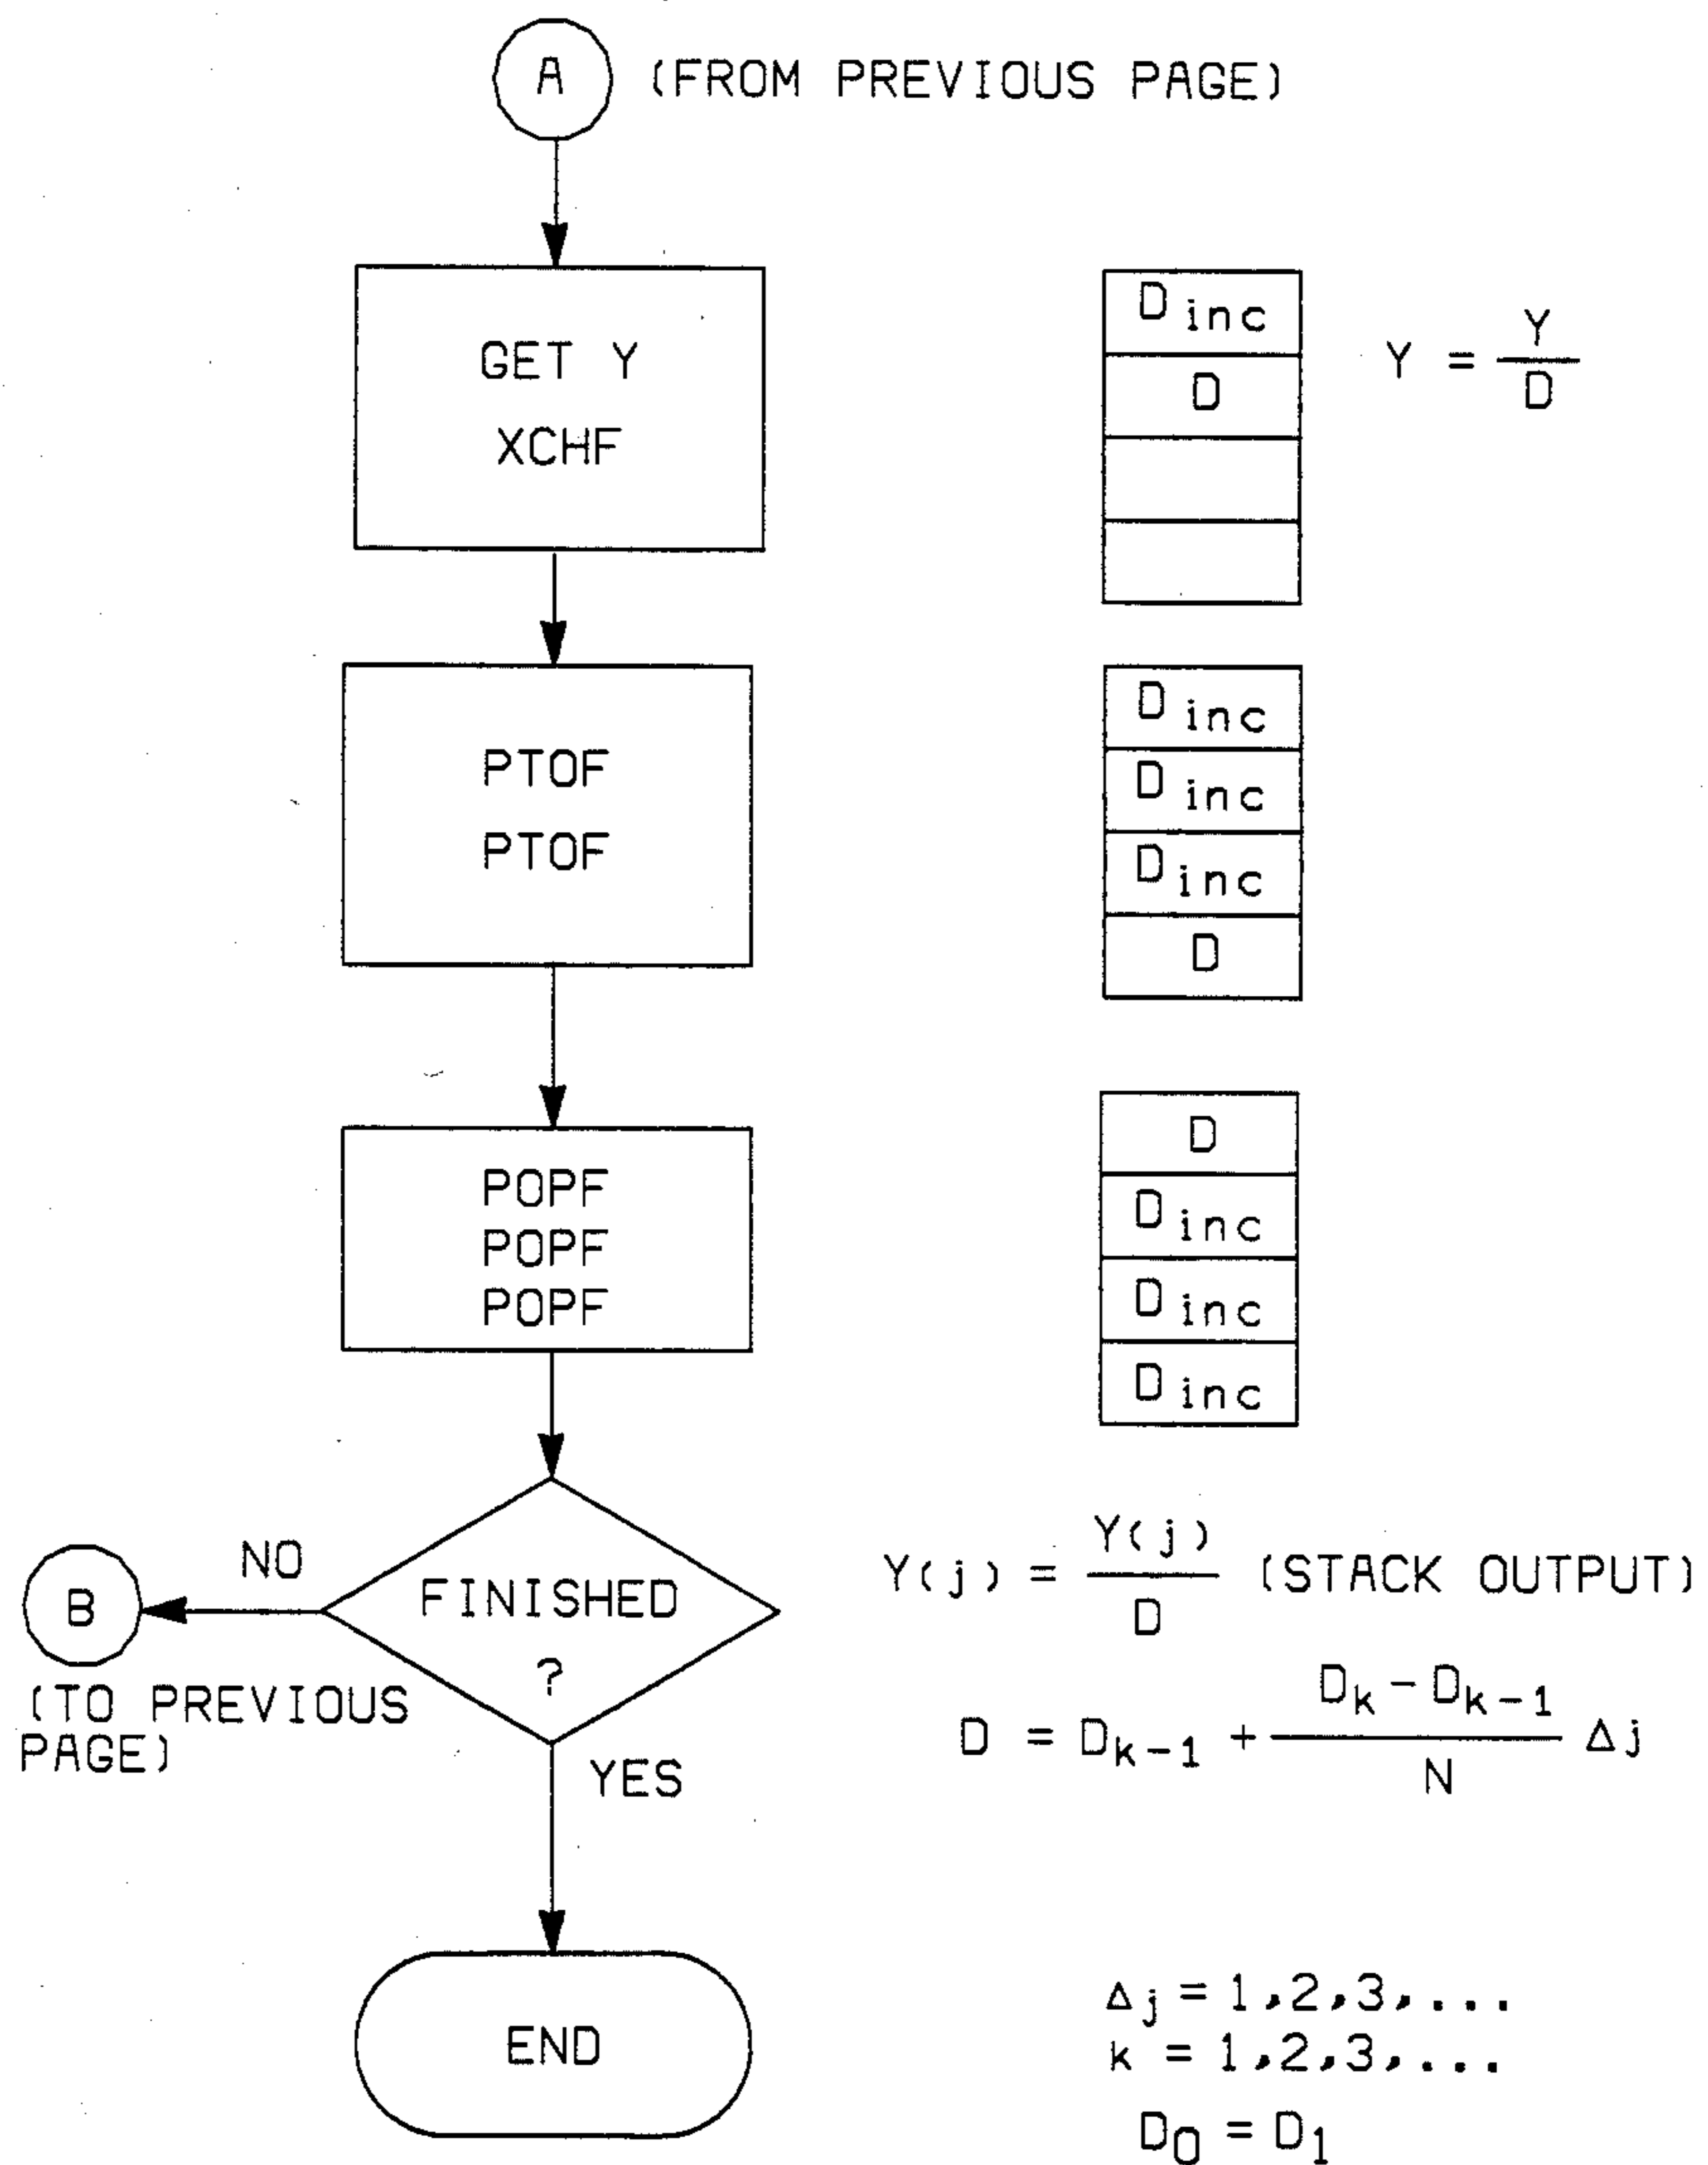 A (FROM PREVIOUS PAGE)
GET Y
XCHF
D inc
D
Y = Y/D
PTOF
PTOF
D inc
D inc
D inc
D
POPF
POPF
POPF
D
D inc
D inc
D inc
NO
B
(TO PREVIOUS
PAGE)
FINISHED
?
YES
Y(j) = Y(j)/D (STACK OUTPUT)
D = Dk-1 + (Dk - Dk-1)/N Δj
END
Δj = 1,2,3,...
k = 1,2,3,...
D0 = D1